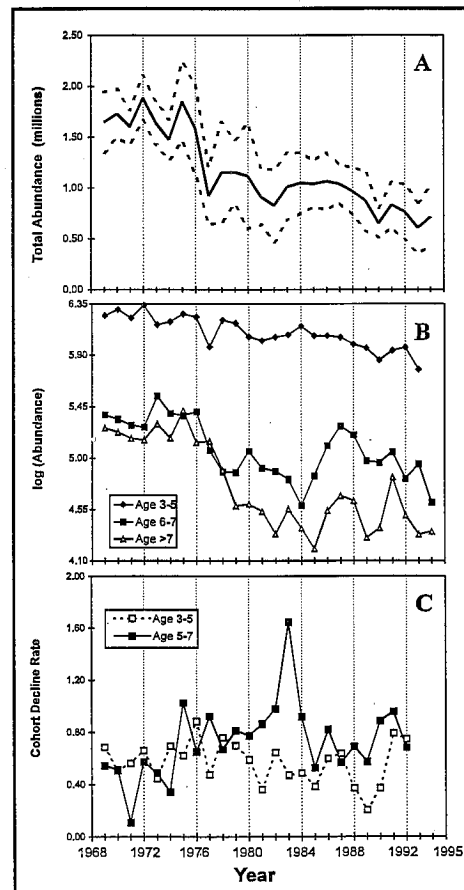 A
2.50
2.00
1.50
1.00
0.50
0.00
Total Abundance (millions)
B
6.35
5.90
5.45
5.00
4.55
4.10
log (Abundance)
Age 3-5
Age 6-7
Age >7
C
2.00
1.60
1.20
0.80
0.40
0.00
Cohort Decline Rate
Age 3-5
Age 5-7
1968 1972 1976 1980 1984 1988 1992 1995
Year